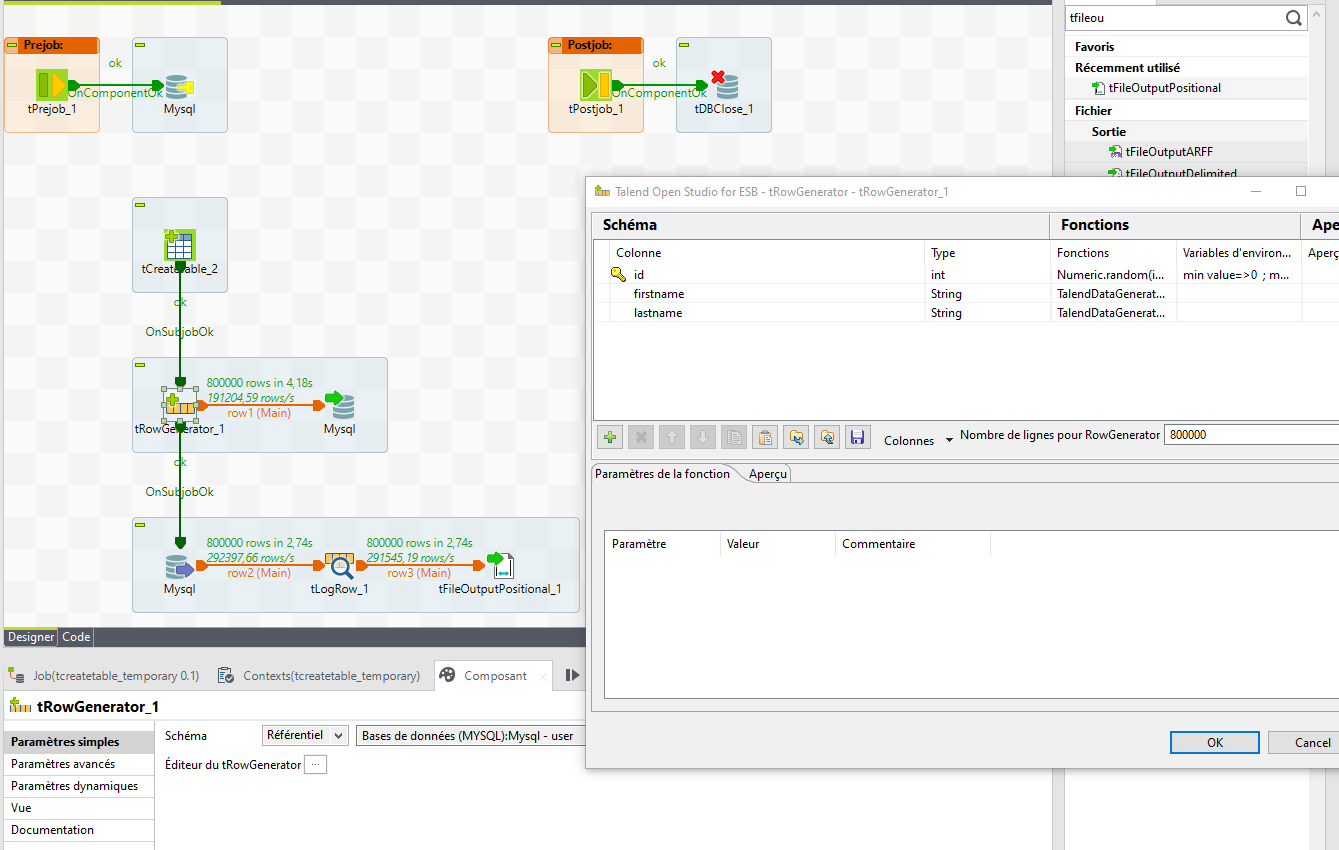 Prejob:
ok
OnComponentOk
tPrejob_1
Mysql
Postjob:
ok
OnComponentOk
tPostjob_1
tDBClose_1
tCreatetable_2
ok
OnSubjobOk
800000 rows in 4,18s
191204,59 rows/s
row1 (Main)
tRowGenerator_1
Mysql
ok
OnSubjobOk
800000 rows in 2,74s
292397,66 rows/s
row2 (Main)
800000 rows in 2,74s
291545,19 rows/s
row3 (Main)
Mysql
tLogRow_1
tFileOutputPositional_1
tfileou
Favoris
Récemment utilisé
tFileOutputPositional
Fichier
Sortie
tFileOutputARFF
tFileOutputDelimited
Talend Open Studio for ESB - tRowGenerator - tRowGenerator_1
Schéma
Fonctions
Ape
Colonne
Type
Fonctions
Variables d'environ...
Aperç
id
int
Numeric.random(i...
min value=>0 ; m...
firstname
String
TalendDataGenerat...
lastname
String
TalendDataGenerat...
Colonnes
Nombre de lignes pour RowGenerator
800000
Paramètres de la fonction
Aperçu
Paramètre
Valeur
Commentaire
OK
Cancel
Designer
Code
Job(tcreatetable_temporary 0.1)
Contexts(tcreatetable_temporary)
Composant
tRowGenerator_1
Paramètres simples
Paramètres avancés
Paramètres dynamiques
Vue
Documentation
Schéma
Référentiel
Bases de données (MYSQL):Mysql - user
Éditeur du tRowGenerator
...